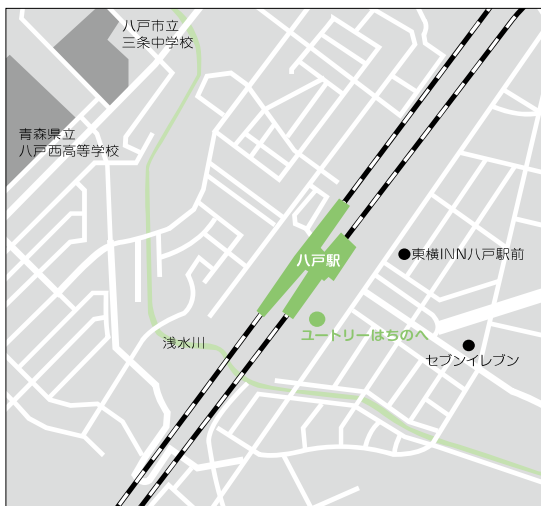 八戸市立
三条中学校
青森県立
八戸西高等学校
八戸駅
東横INN八戸駅前
ユートリーはちのへ
浅水川
セブンイレブン